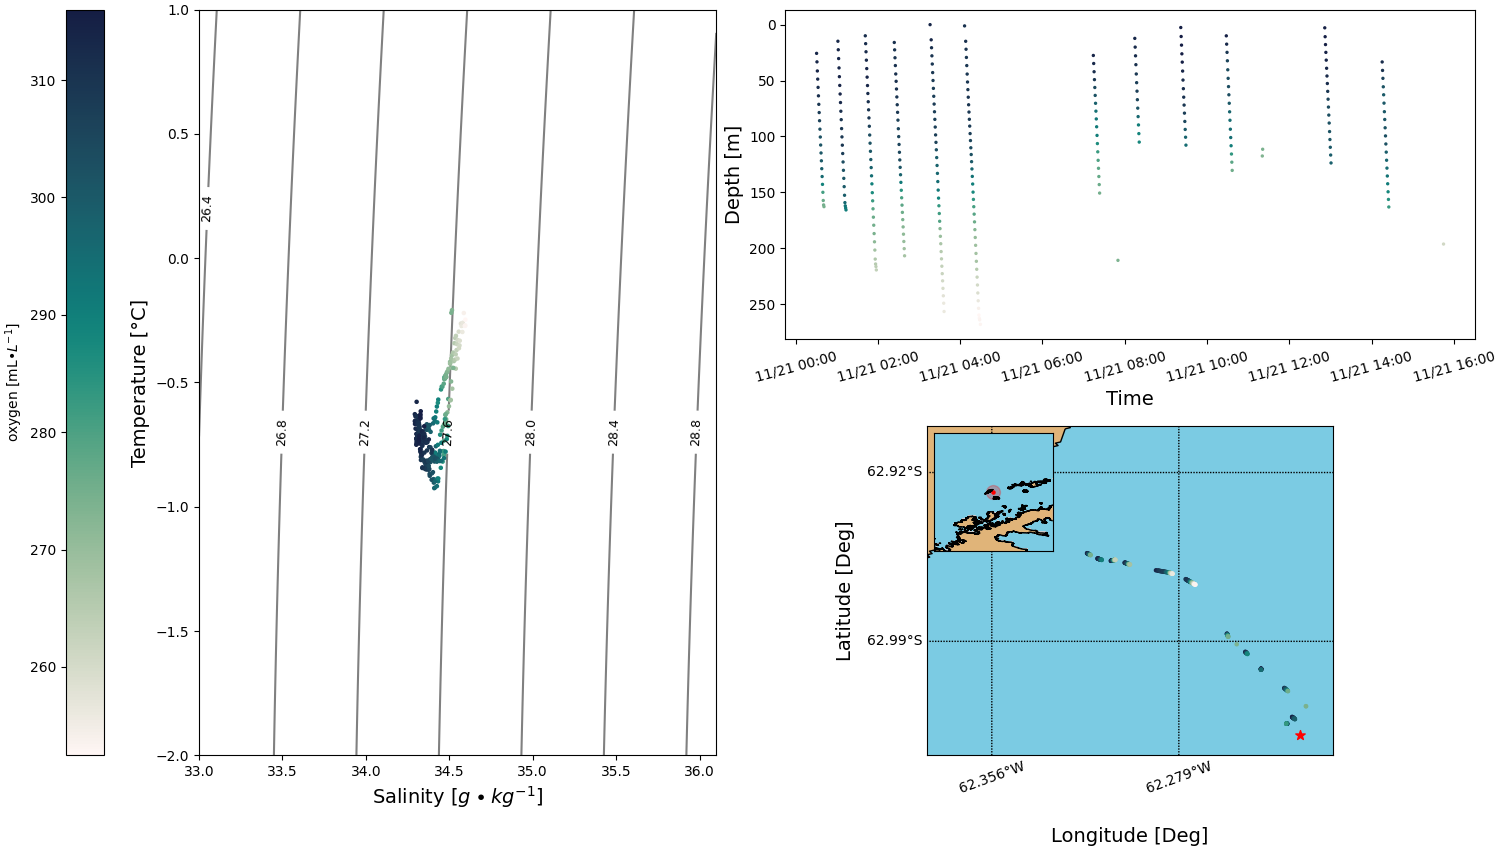 310
300
290
280
270
260
oxygen [mL•L⁻¹]
1.0
0.5
0.0
−0.5
−1.0
−1.5
−2.0
Temperature [°C]
26.4
26.8
27.2
27.6
28.0
28.4
28.8
33.0 33.5 34.0 34.5 35.0 35.5 36.0
Salinity [g • kg⁻¹]
0
50
100
150
200
250
Depth [m]
11/21 00:00 11/21 02:00 11/21 04:00 11/21 06:00 11/21 08:00 11/21 10:00 11/21 12:00 11/21 14:00 11/21 16:00
Time
62.92°S
62.99°S
Latitude [Deg]
62.356°W 62.279°W
Longitude [Deg]